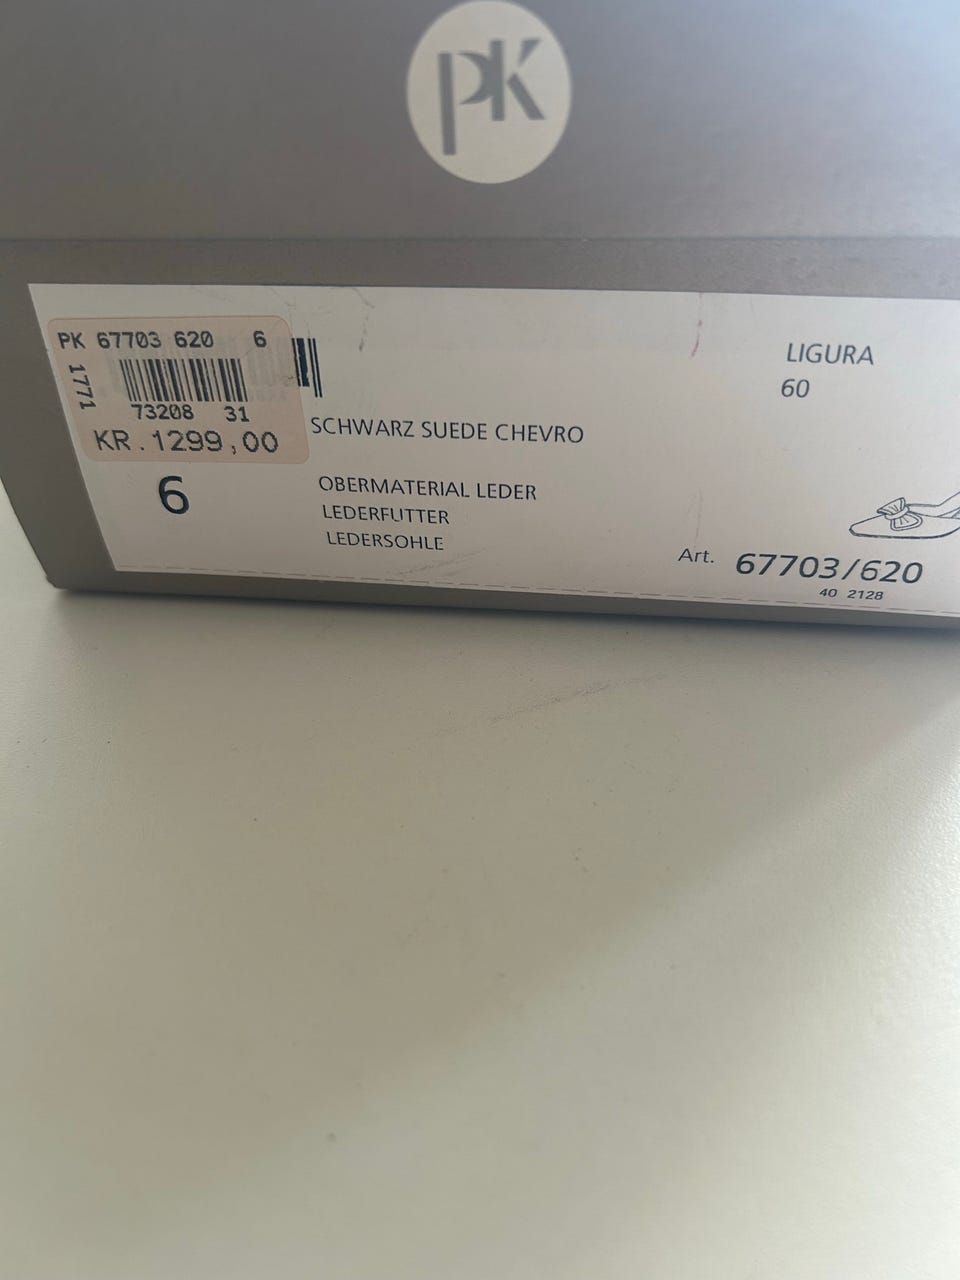 PK
PK 67703 620 6
1771
73208 31
KR.1299,00
6
SCHWARZ SUEDE CHEVRO
OBERMATERIAL LEDER
LEDERFUTTER
LEDERSOHLE
LIGURA
60
Art. 67703/620
40 2128